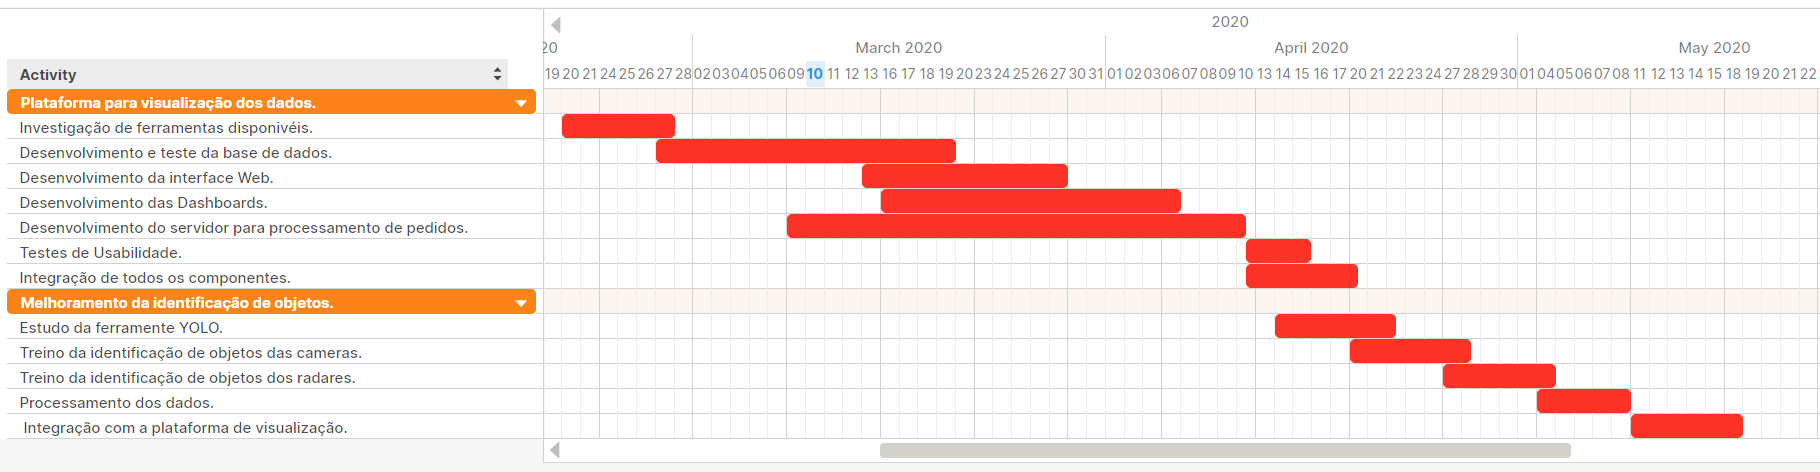 2020
20 March 2020 April 2020 May 2020
Activity 19 20 21 24 25 26 27 28 02 03 04 05 06 09 10 11 12 13 16 17 18 19 20 23 24 25 26 27 30 31 01 02 03 06 07 08 09 10 13 14 15 16 17 20 21 22 23 24 27 28 29 30 01 04 05 06 07 08 11 12 13 14 15 18 19 20 21 22
Plataforma para visualização dos dados.
Investigação de ferramentas disponivéis.
Desenvolvimento e teste da base de dados.
Desenvolvimento da interface Web.
Desenvolvimento das Dashboards.
Desenvolvimento do servidor para processamento de pedidos.
Testes de Usabilidade.
Integração de todos os componentes.
Melhoramento da identificação de objetos.
Estudo da ferramente YOLO.
Treino da identificação de objetos das cameras.
Treino da identificação de objetos dos radares.
Processamento dos dados.
Integração com a plataforma de visualização.